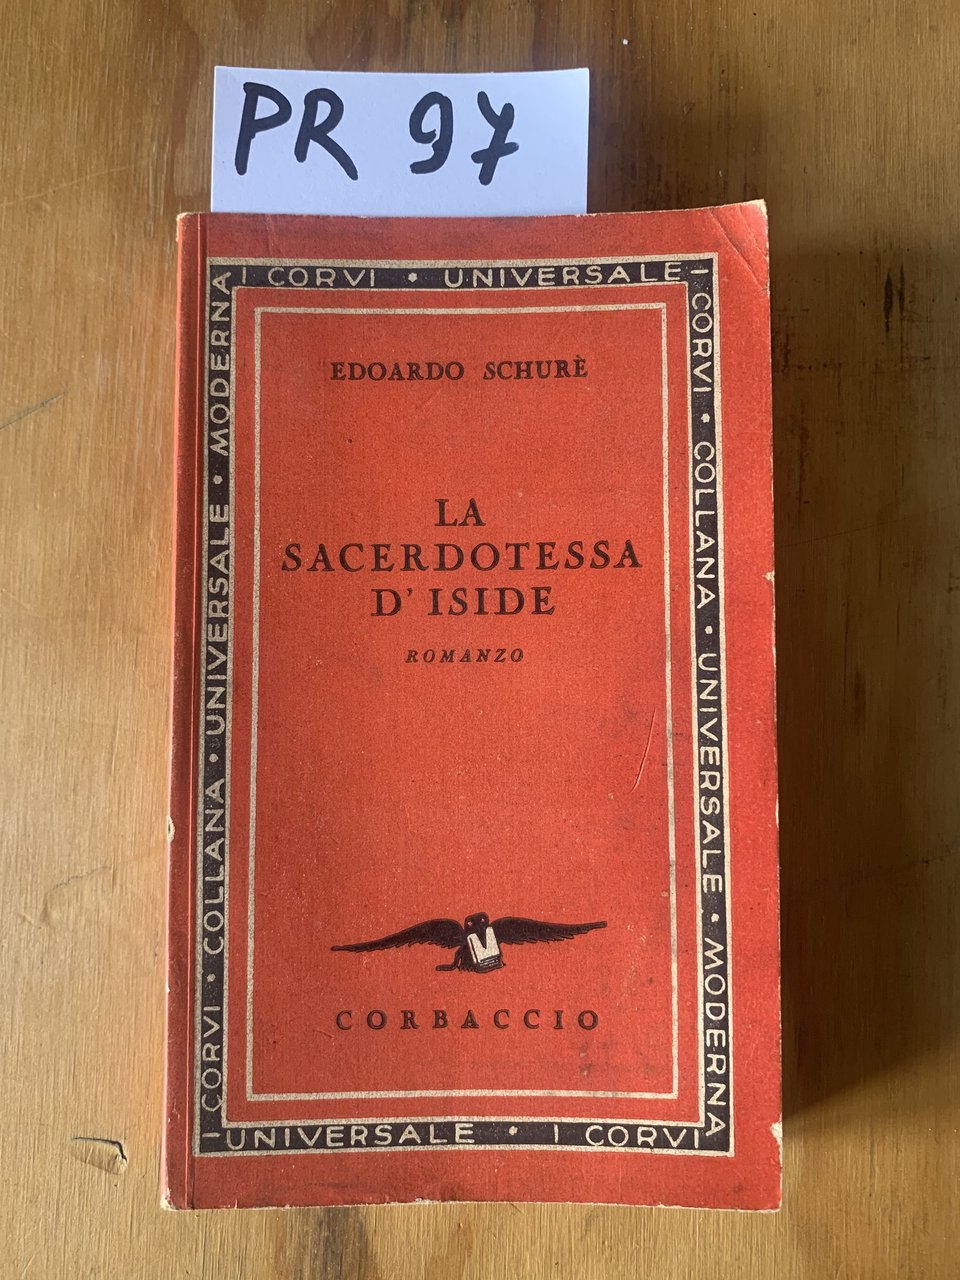 PR 97
I CORVI • UNIVERSALE
I CORVI • COLLANA • UNIVERSALE • MODERNA
I CORVI • COLLANA • UNIVERSALE • MODERNA
EDOARDO SCHURÈ
LA
SACERDOTESSA
D'ISIDE
ROMANZO
CORBACCIO
UNIVERSALE • I CORVI